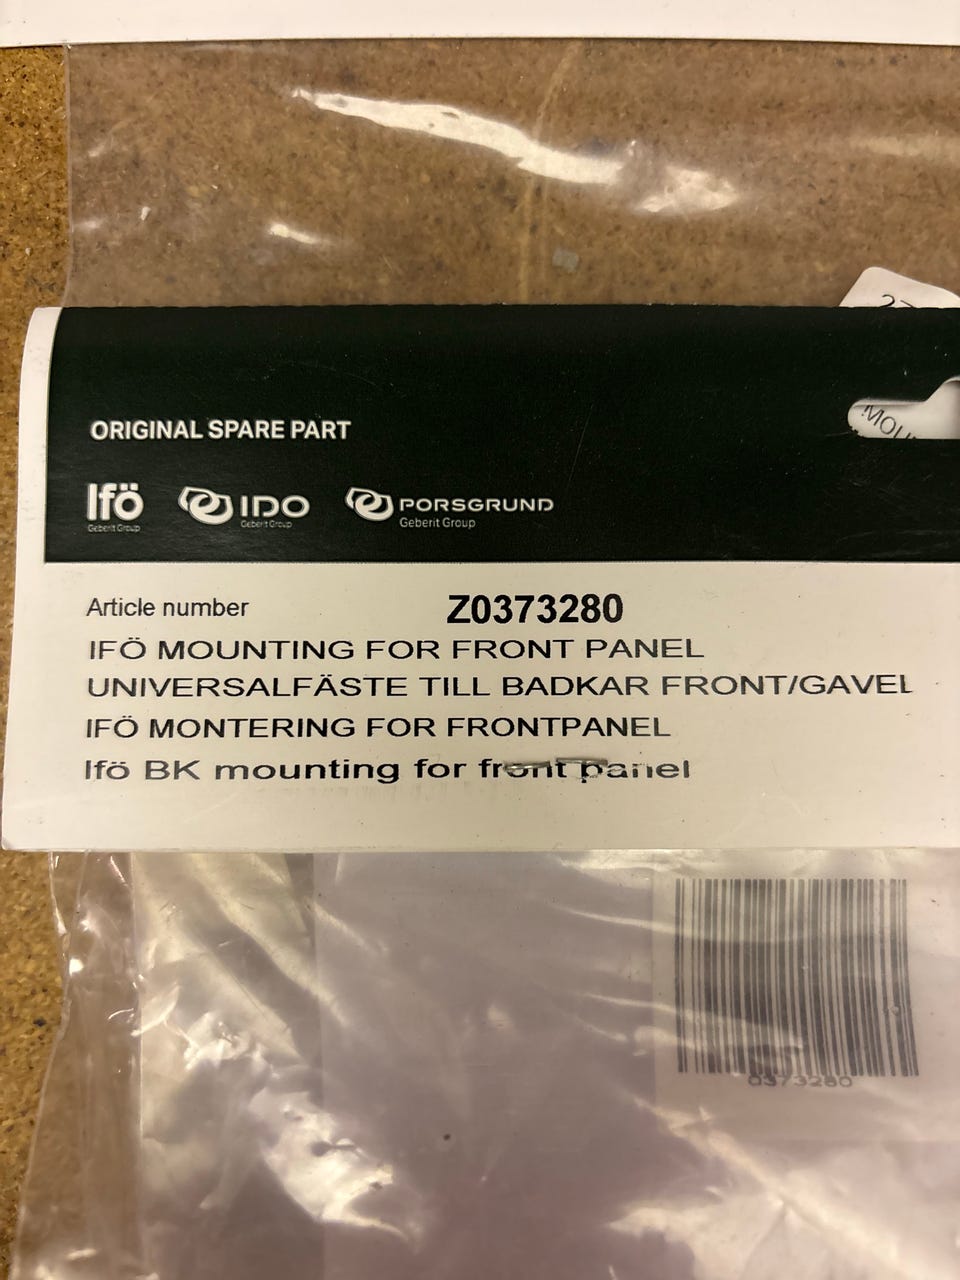 ORIGINAL SPARE PART
Ifö
Geberit Group
IDO
Geberit Group
PORSGRUND
Geberit Group
Article number Z0373280
IFÖ MOUNTING FOR FRONT PANEL
UNIVERSALFÄSTE TILL BADKAR FRONT/GAVEL
IFÖ MONTERING FOR FRONTPANEL
Ifö BK mounting for front panel
0373280